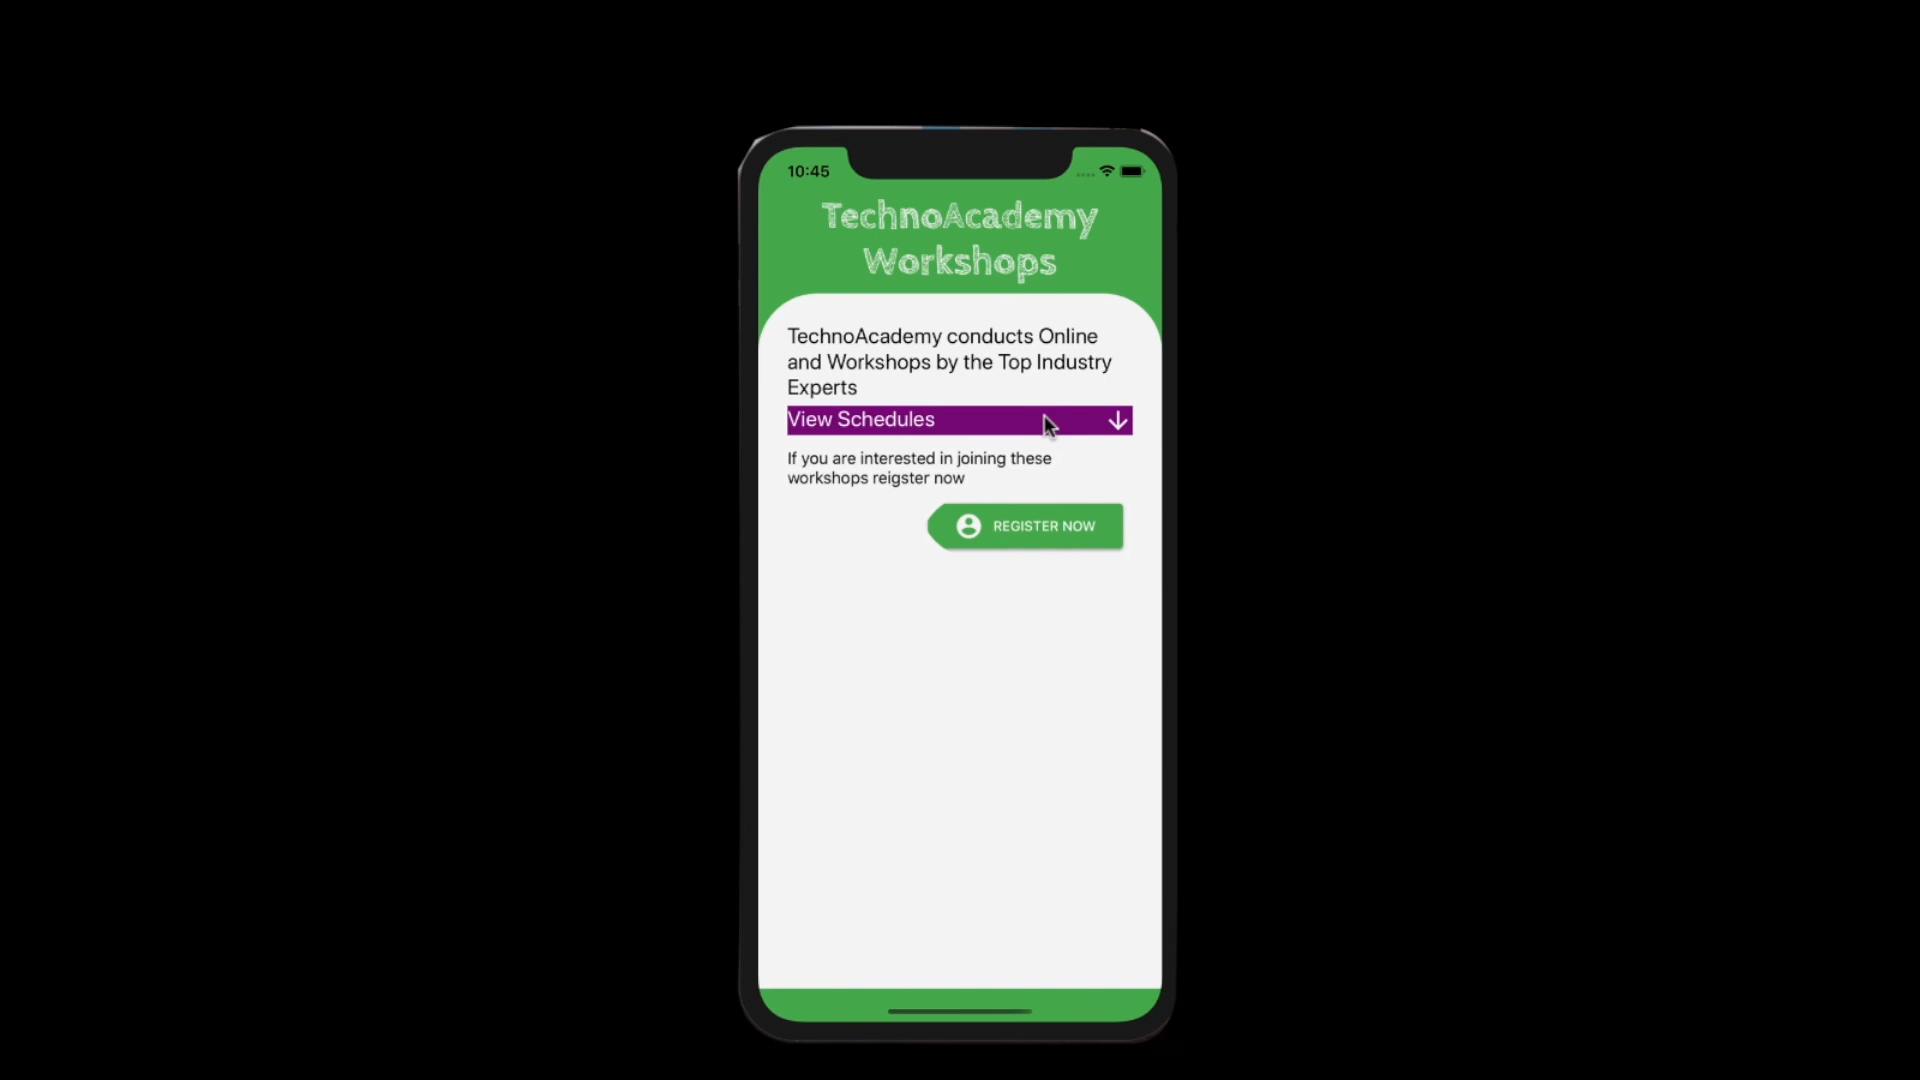 10:45
TechnoAcademy
Workshops
TechnoAcademy conducts Online
and Workshops by the Top Industry
Experts
View Schedules
If you are interested in joining these
workshops reigster now
REGISTER NOW